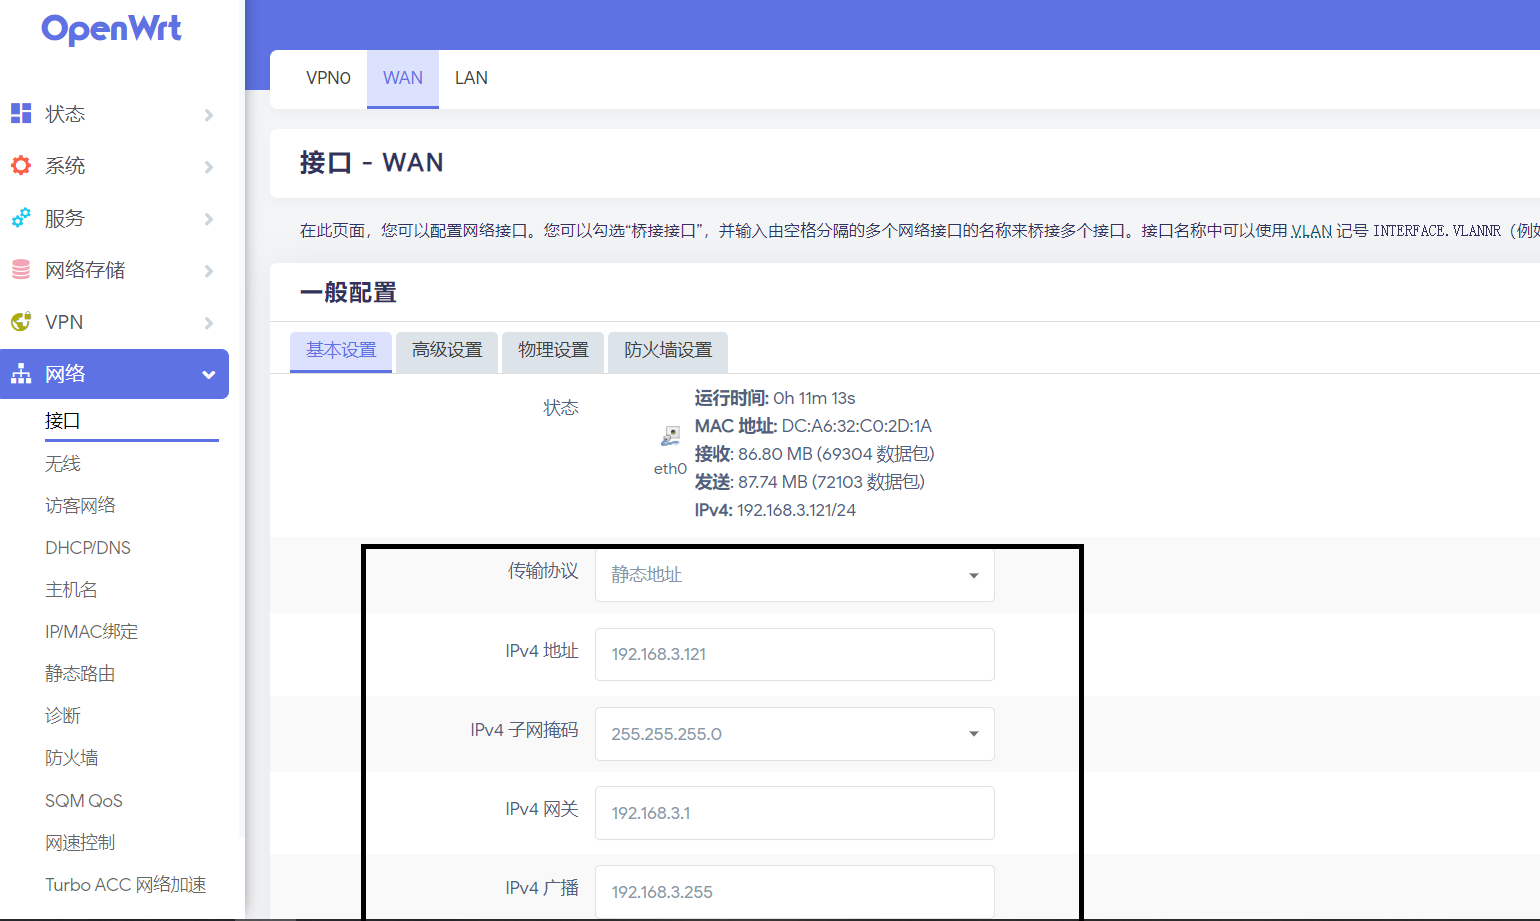 OpenWrt
状态
系统
服务
网络存储
VPN
网络
接口
无线
访客网络
DHCP/DNS
主机名
IP/MAC绑定
静态路由
诊断
防火墙
SQM QoS
网速控制
Turbo ACC 网络加速
VPN0 WAN LAN
接口 - WAN
在此页面，您可以配置网络接口。您可以勾选“桥接接口”，并输入由空格分隔的多个网络接口的名称来桥接多个接口。接口名称中可以使用 VLAN 记号 INTERFACE.VLANNR（例如
一般配置
基本设置 高级设置 物理设置 防火墙设置
状态
eth0
运行时间: 0h 11m 13s
MAC 地址: DC:A6:32:C0:2D:1A
接收: 86.80 MB (69304 数据包)
发送: 87.74 MB (72103 数据包)
IPv4: 192.168.3.121/24
传输协议 静态地址
IPv4 地址 192.168.3.121
IPv4 子网掩码 255.255.255.0
IPv4 网关 192.168.3.1
IPv4 广播 192.168.3.255